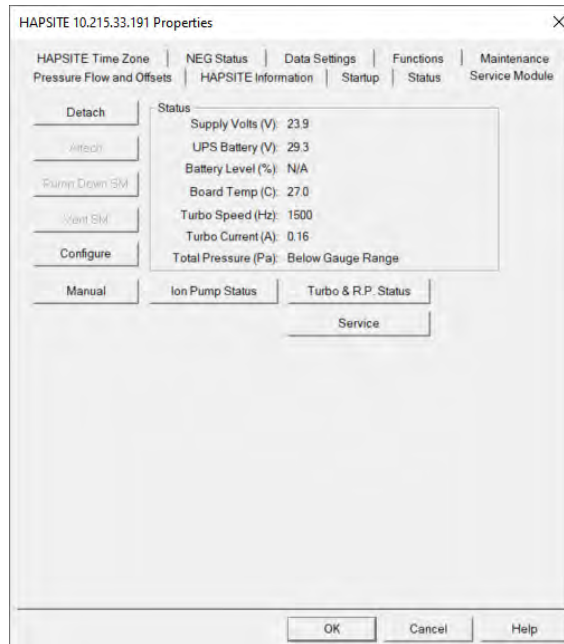 HAPSITE 10.215.33.191 Properties
HAPSITE Time Zone NEG Status Data Settings Functions Maintenance
Pressure Flow and Offsets HAPSITE Information Startup Status Service Module
Detach
Attach
Pump Down SM
Vent SM
Configure
Manual
Status
Supply Volts (V): 23.9
UPS Battery (V): 29.3
Battery Level (%): N/A
Board Temp (C): 27.0
Turbo Speed (Hz): 1500
Turbo Current (A): 0.16
Total Pressure (Pa): Below Gauge Range
Ion Pump Status
Turbo & R.P. Status
Service
OK Cancel Help